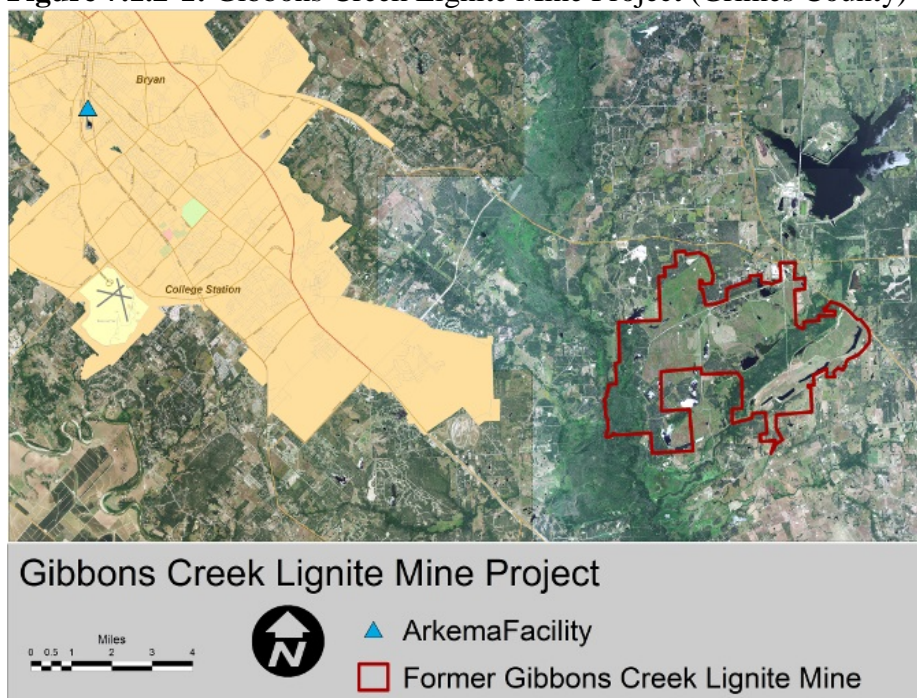 Gibbons Creek Lignite Mine Project (Grimes County)
Bryan
College Station
Gibbons Creek Lignite Mine Project
Miles
0 0.5 1 2 3 4
N
ArkemaFacility
Former Gibbons Creek Lignite Mine